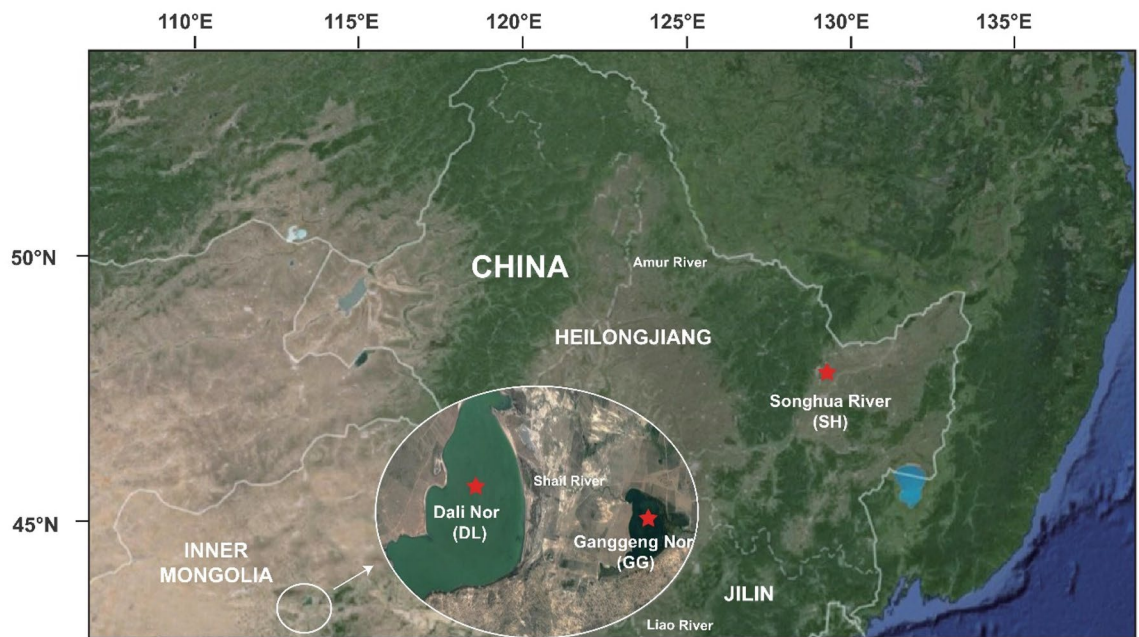 110°E 115°E 120°E 125°E 130°E 135°E
50°N
Amur River
CHINA
HEILONGJIANG
Songhua River
(SH)
Shail River
Dali Nor
(DL)
Ganggeng Nor
(GG)
45°N
INNER
MONGOLIA
JILIN
Liao River